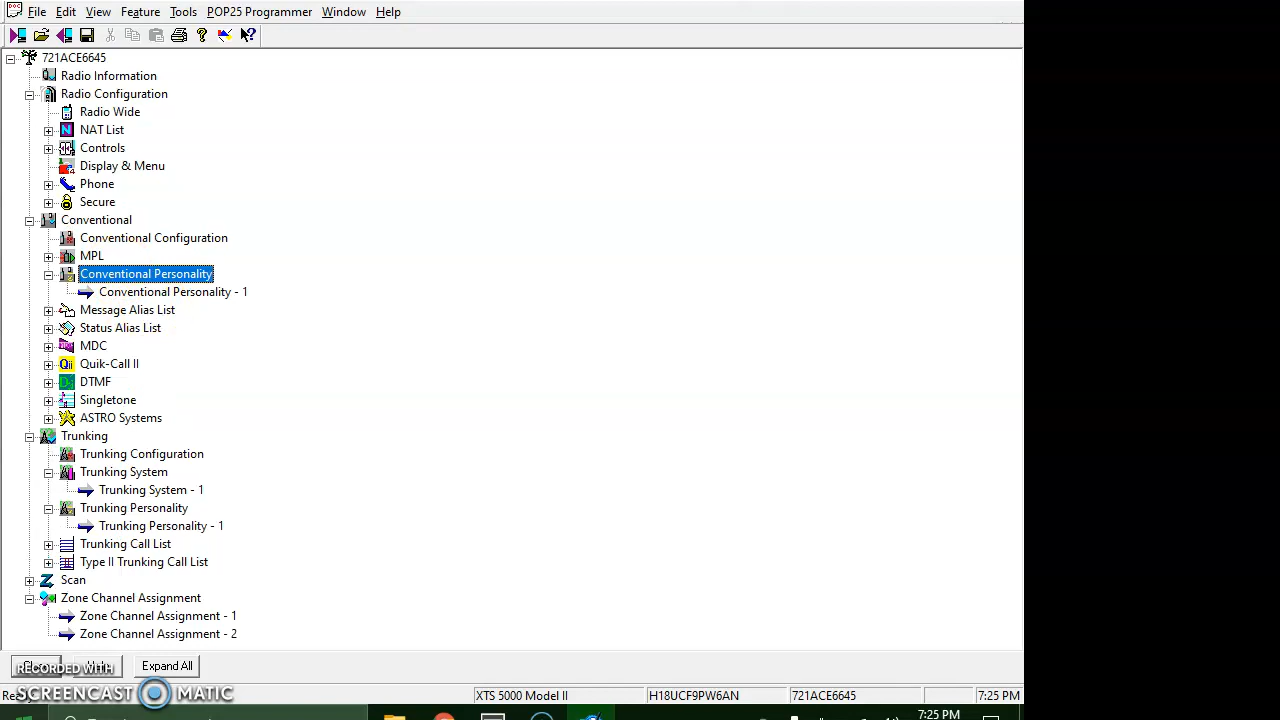 File Edit View Feature Tools POP25 Programmer Window Help
721ACE6645
Radio Information
Radio Configuration
Radio Wide
NAT List
Controls
Display & Menu
Phone
Secure
Conventional
Conventional Configuration
MPL
Conventional Personality
Conventional Personality - 1
Message Alias List
Status Alias List
MDC
Quik-Call II
DTMF
Singletone
ASTRO Systems
Trunking
Trunking Configuration
Trunking System
Trunking System - 1
Trunking Personality
Trunking Personality - 1
Trunking Call List
Type II Trunking Call List
Scan
Zone Channel Assignment
Zone Channel Assignment - 1
Zone Channel Assignment - 2
Expand All
RECORDED WITH
SCREENCAST MATIC
XTS 5000 Model II H18UCF9PW6AN 721ACE6645 7:25 PM
7:25 PM